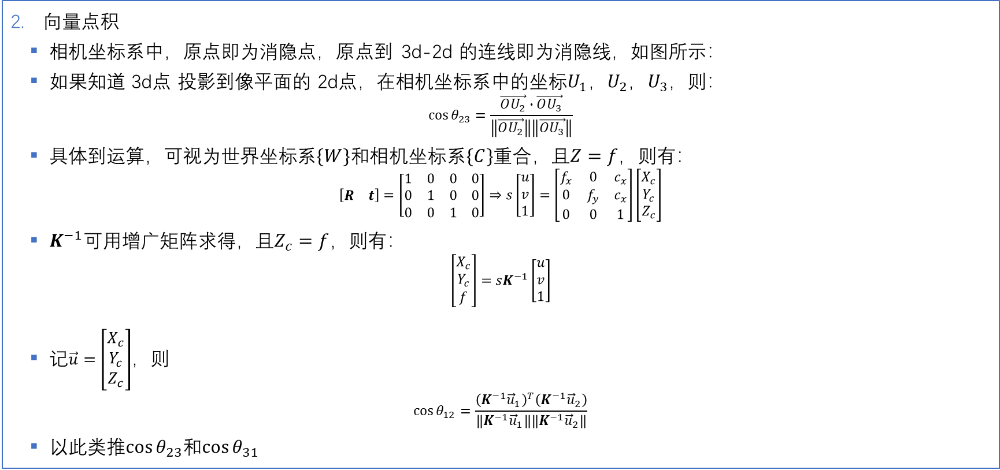 2. 向量点积
▪ 相机坐标系中，原点即为消隐点，原点到 3d-2d 的连线即为消隐线，如图所示：
▪ 如果知道 3d点 投影到像平面的 2d点，在相机坐标系中的坐标$U_1$，$U_2$，$U_3$，则：
$\cos\theta_{23} = \frac{\overrightarrow{OU_2} \cdot \overrightarrow{OU_3}}{\|\overrightarrow{OU_2}\|\|\overrightarrow{OU_3}\|}$
▪ 具体到运算，可视为世界坐标系{$W$}和相机坐标系{$C$}重合，且$Z = f$，则有：
$[\boldsymbol{R} \quad \boldsymbol{t}] = \begin{bmatrix} 1 & 0 & 0 & 0 \\ 0 & 1 & 0 & 0 \\ 0 & 0 & 1 & 0 \end{bmatrix} \Rightarrow s \begin{bmatrix} u \\ v \\ 1 \end{bmatrix} = \begin{bmatrix} f_x & 0 & c_x \\ 0 & f_y & c_x \\ 0 & 0 & 1 \end{bmatrix} \begin{bmatrix} X_c \\ Y_c \\ Z_c \end{bmatrix}$
▪ $\boldsymbol{K}^{-1}$可用增广矩阵求得，且$Z_c = f$，则有：
$\begin{bmatrix} X_c \\ Y_c \\ f \end{bmatrix} = s\boldsymbol{K}^{-1} \begin{bmatrix} u \\ v \\ 1 \end{bmatrix}$
▪ 记$\vec{u} = \begin{bmatrix} X_c \\ Y_c \\ Z_c \end{bmatrix}$，则
$\cos\theta_{12} = \frac{(\boldsymbol{K}^{-1}\vec{u}_1)^T(\boldsymbol{K}^{-1}\vec{u}_2)}{\|\boldsymbol{K}^{-1}\vec{u}_1\|\|\boldsymbol{K}^{-1}\vec{u}_2\|}$
▪ 以此类推$\cos\theta_{23}$和$\cos\theta_{31}$